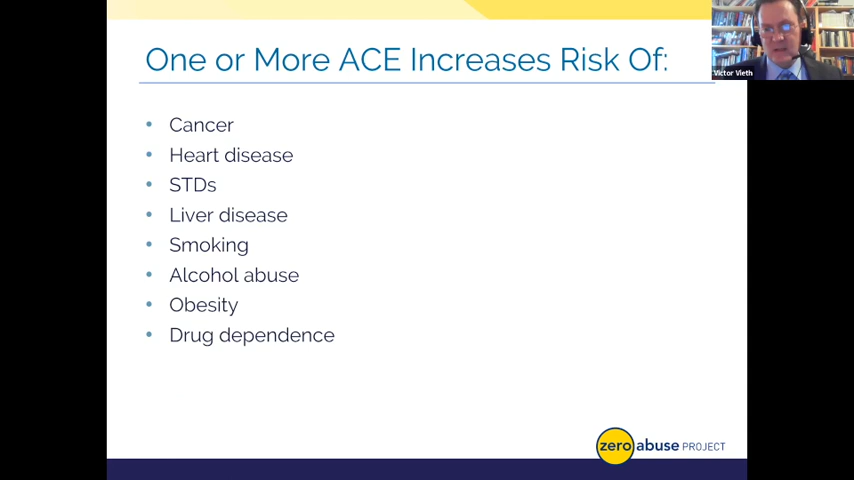 One or More ACE Increases Risk Of:
Victor Vieth
• Cancer
• Heart disease
• STDs
• Liver disease
• Smoking
• Alcohol abuse
• Obesity
• Drug dependence
zero abuse PROJECT